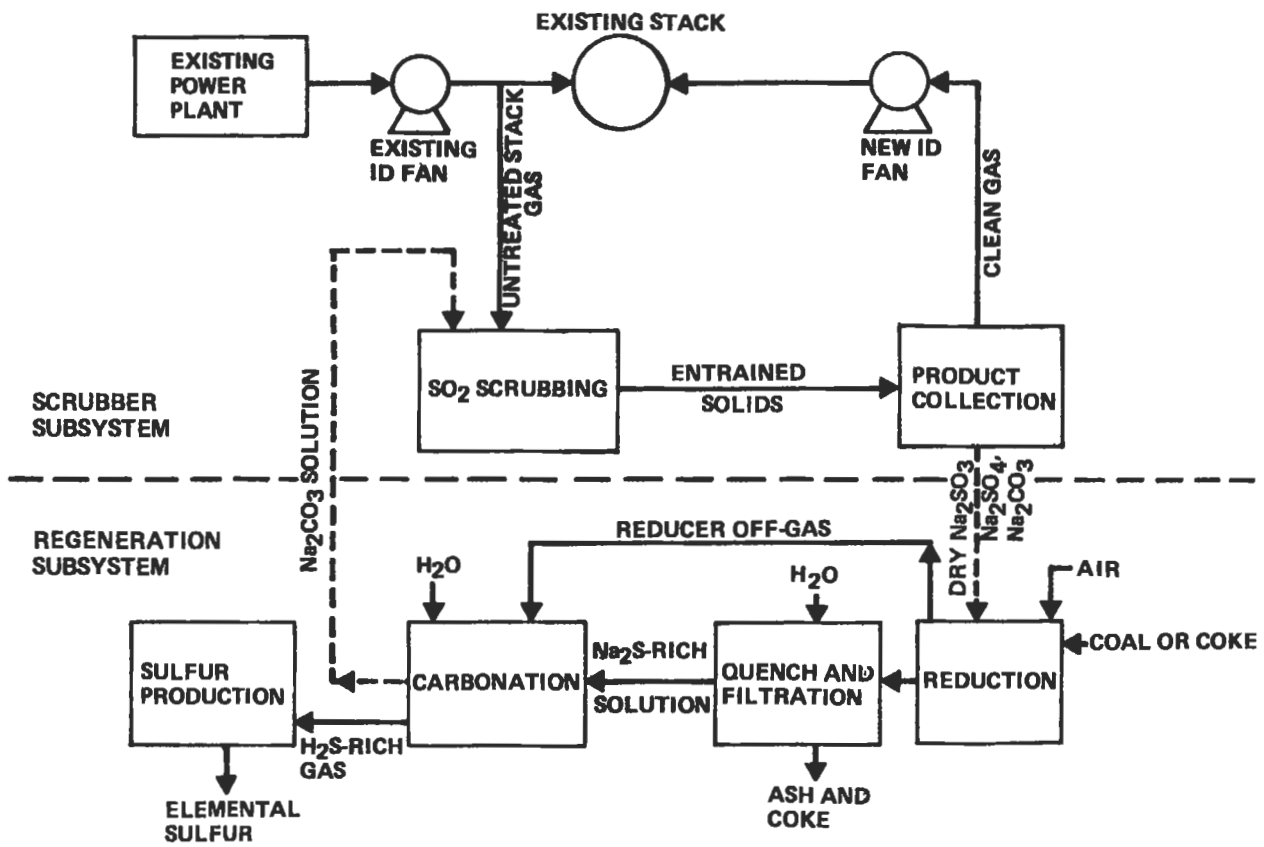 EXISTING STACK
EXISTING
POWER
PLANT
EXISTING
ID FAN
NEW ID
FAN
UNTREATED STACK
GAS
CLEAN GAS
SO₂ SCRUBBING
ENTRAINED
SOLIDS
PRODUCT
COLLECTION
SCRUBBER
SUBSYSTEM
Na₂CO₃ SOLUTION
DRY Na₂SO₃
Na₂SO₄,
Na₂CO₃
REGENERATION
SUBSYSTEM
REDUCER OFF-GAS
H₂O
H₂O
AIR
COAL OR COKE
SULFUR
PRODUCTION
CARBONATION
Na₂S-RICH
SOLUTION
QUENCH AND
FILTRATION
REDUCTION
H₂S-RICH
GAS
ELEMENTAL
SULFUR
ASH AND
COKE